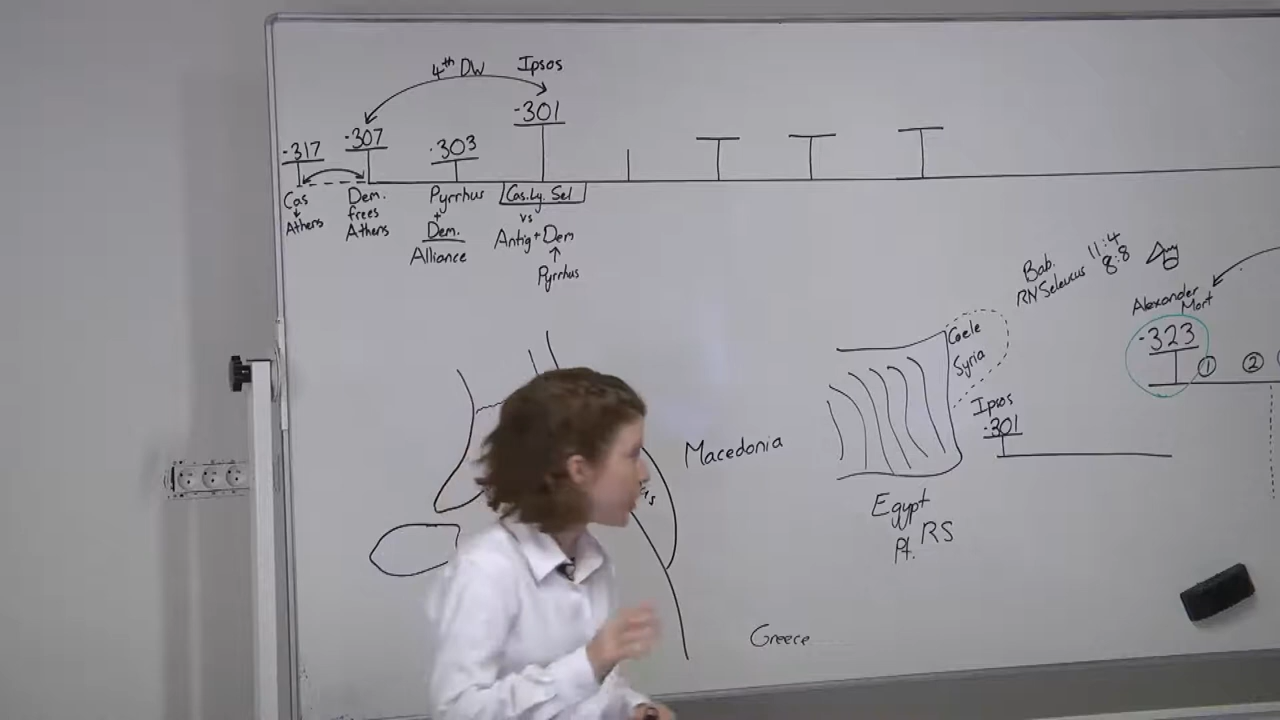 4th DW
Ipsos
-301
-317
-307
-303
Cas
Athens
Dem.
frees
Athens
Pyrrhus
+
Dem.
Alliance
Cas. Ly. Sel
vs
Antig + Dem
Pyrrhus
Bab.
RN Seleucus
11:4
8:8
Alexander
Mort
-323
1
2
Coele
Syria
Ipsos
-301
Macedonia
Egypt
Pt. RS
Greece